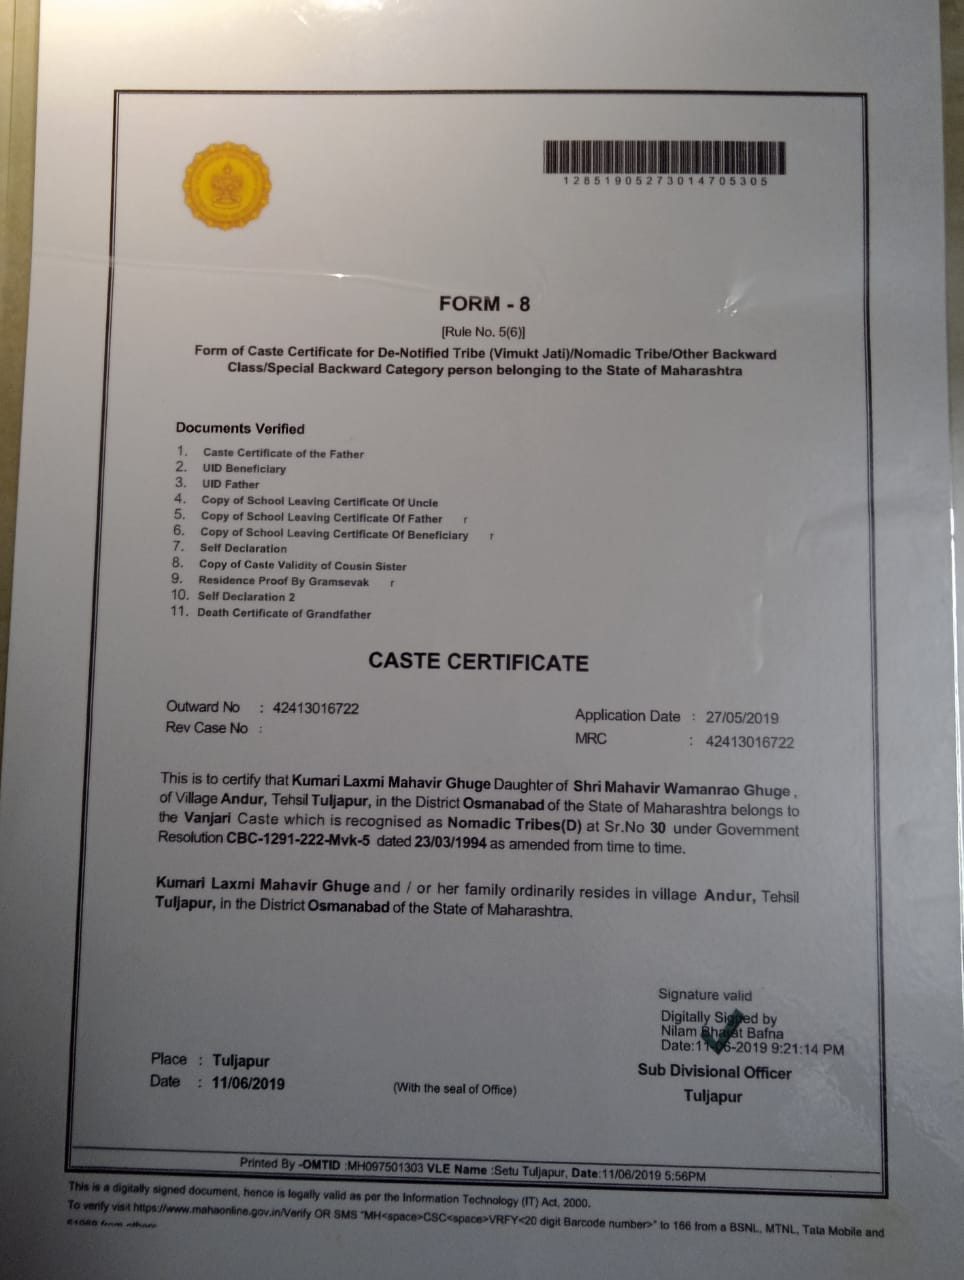 12851905273014705305
FORM - 8
[Rule No. 5(6)]
Form of Caste Certificate for De-Notified Tribe (Vimukt Jati)/Nomadic Tribe/Other Backward
Class/Special Backward Category person belonging to the State of Maharashtra
Documents Verified
1. Caste Certificate of the Father
2. UID Beneficiary
3. UID Father
4. Copy of School Leaving Certificate Of Uncle
5. Copy of School Leaving Certificate Of Father r
6. Copy of School Leaving Certificate Of Beneficiary r
7. Self Declaration
8. Copy of Caste Validity of Cousin Sister
9. Residence Proof By Gramsevak r
10. Self Declaration 2
11. Death Certificate of Grandfather
CASTE CERTIFICATE
Outward No : 42413016722
Rev Case No :
Application Date : 27/05/2019
MRC : 42413016722
This is to certify that Kumari Laxmi Mahavir Ghuge Daughter of Shri Mahavir Wamanrao Ghuge ,
of Village Andur, Tehsil Tuljapur, in the District Osmanabad of the State of Maharashtra belongs to
the Vanjari Caste which is recognised as Nomadic Tribes(D) at Sr.No 30 under Government
Resolution CBC-1291-222-Mvk-5 dated 23/03/1994 as amended from time to time.
Kumari Laxmi Mahavir Ghuge and / or her family ordinarily resides in village Andur, Tehsil
Tuljapur, in the District Osmanabad of the State of Maharashtra.
Signature valid
Digitally Signed by
Nilam Bharat Bafna
Date:11-06-2019 9:21:14 PM
Sub Divisional Officer
Tuljapur
Place : Tuljapur
Date : 11/06/2019
(With the seal of Office)
Printed By -OMTID :MH097501303 VLE Name :Setu Tuljapur, Date:11/06/2019 5:56PM
This is a digitally signed document, hence is legally valid as per the Information Technology (IT) Act, 2000.
To verify visit https://www.mahaonline.gov.in/Verify OR SMS "MH<space>CSC<space>VRFY<20 digit Barcode number>" to 166 from a BSNL, MTNL, Tata Mobile and